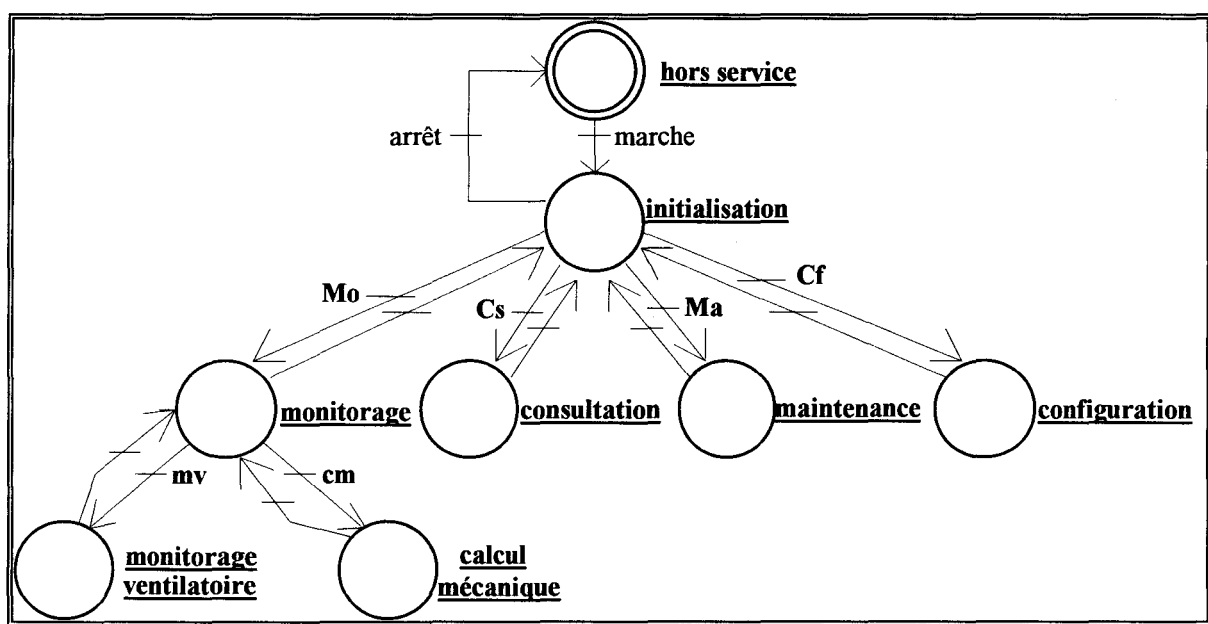 hors service
arrêt
marche
initialisation
Mo
Cs
Ma
Cf
monitorage
consultation
maintenance
configuration
mv
cm
monitorage
ventilatoire
calcul
mécanique